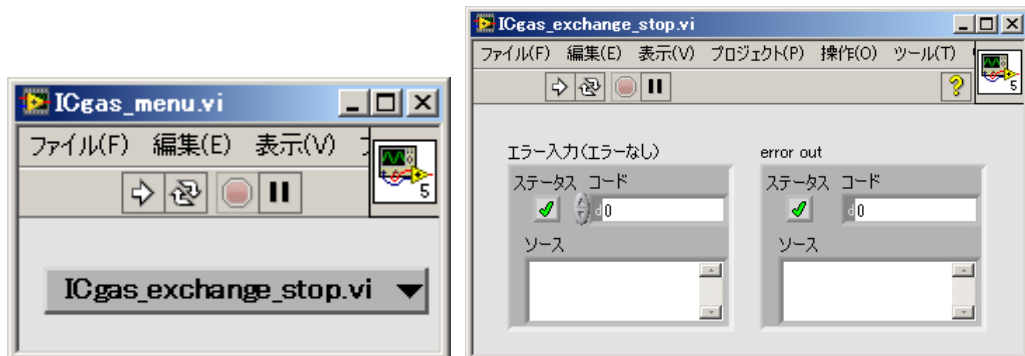 ICgas_menu.vi
ファイル(F) 編集(E) 表示(V)
5
ICgas_exchange_stop.vi
ICgas_exchange_stop.vi
ファイル(F) 編集(E) 表示(V) プロジェクト(P) 操作(O) ツール(T)
?
5
エラー入力(エラーなし)
ステータス コード
d0
ソース
error out
ステータス コード
d0
ソース